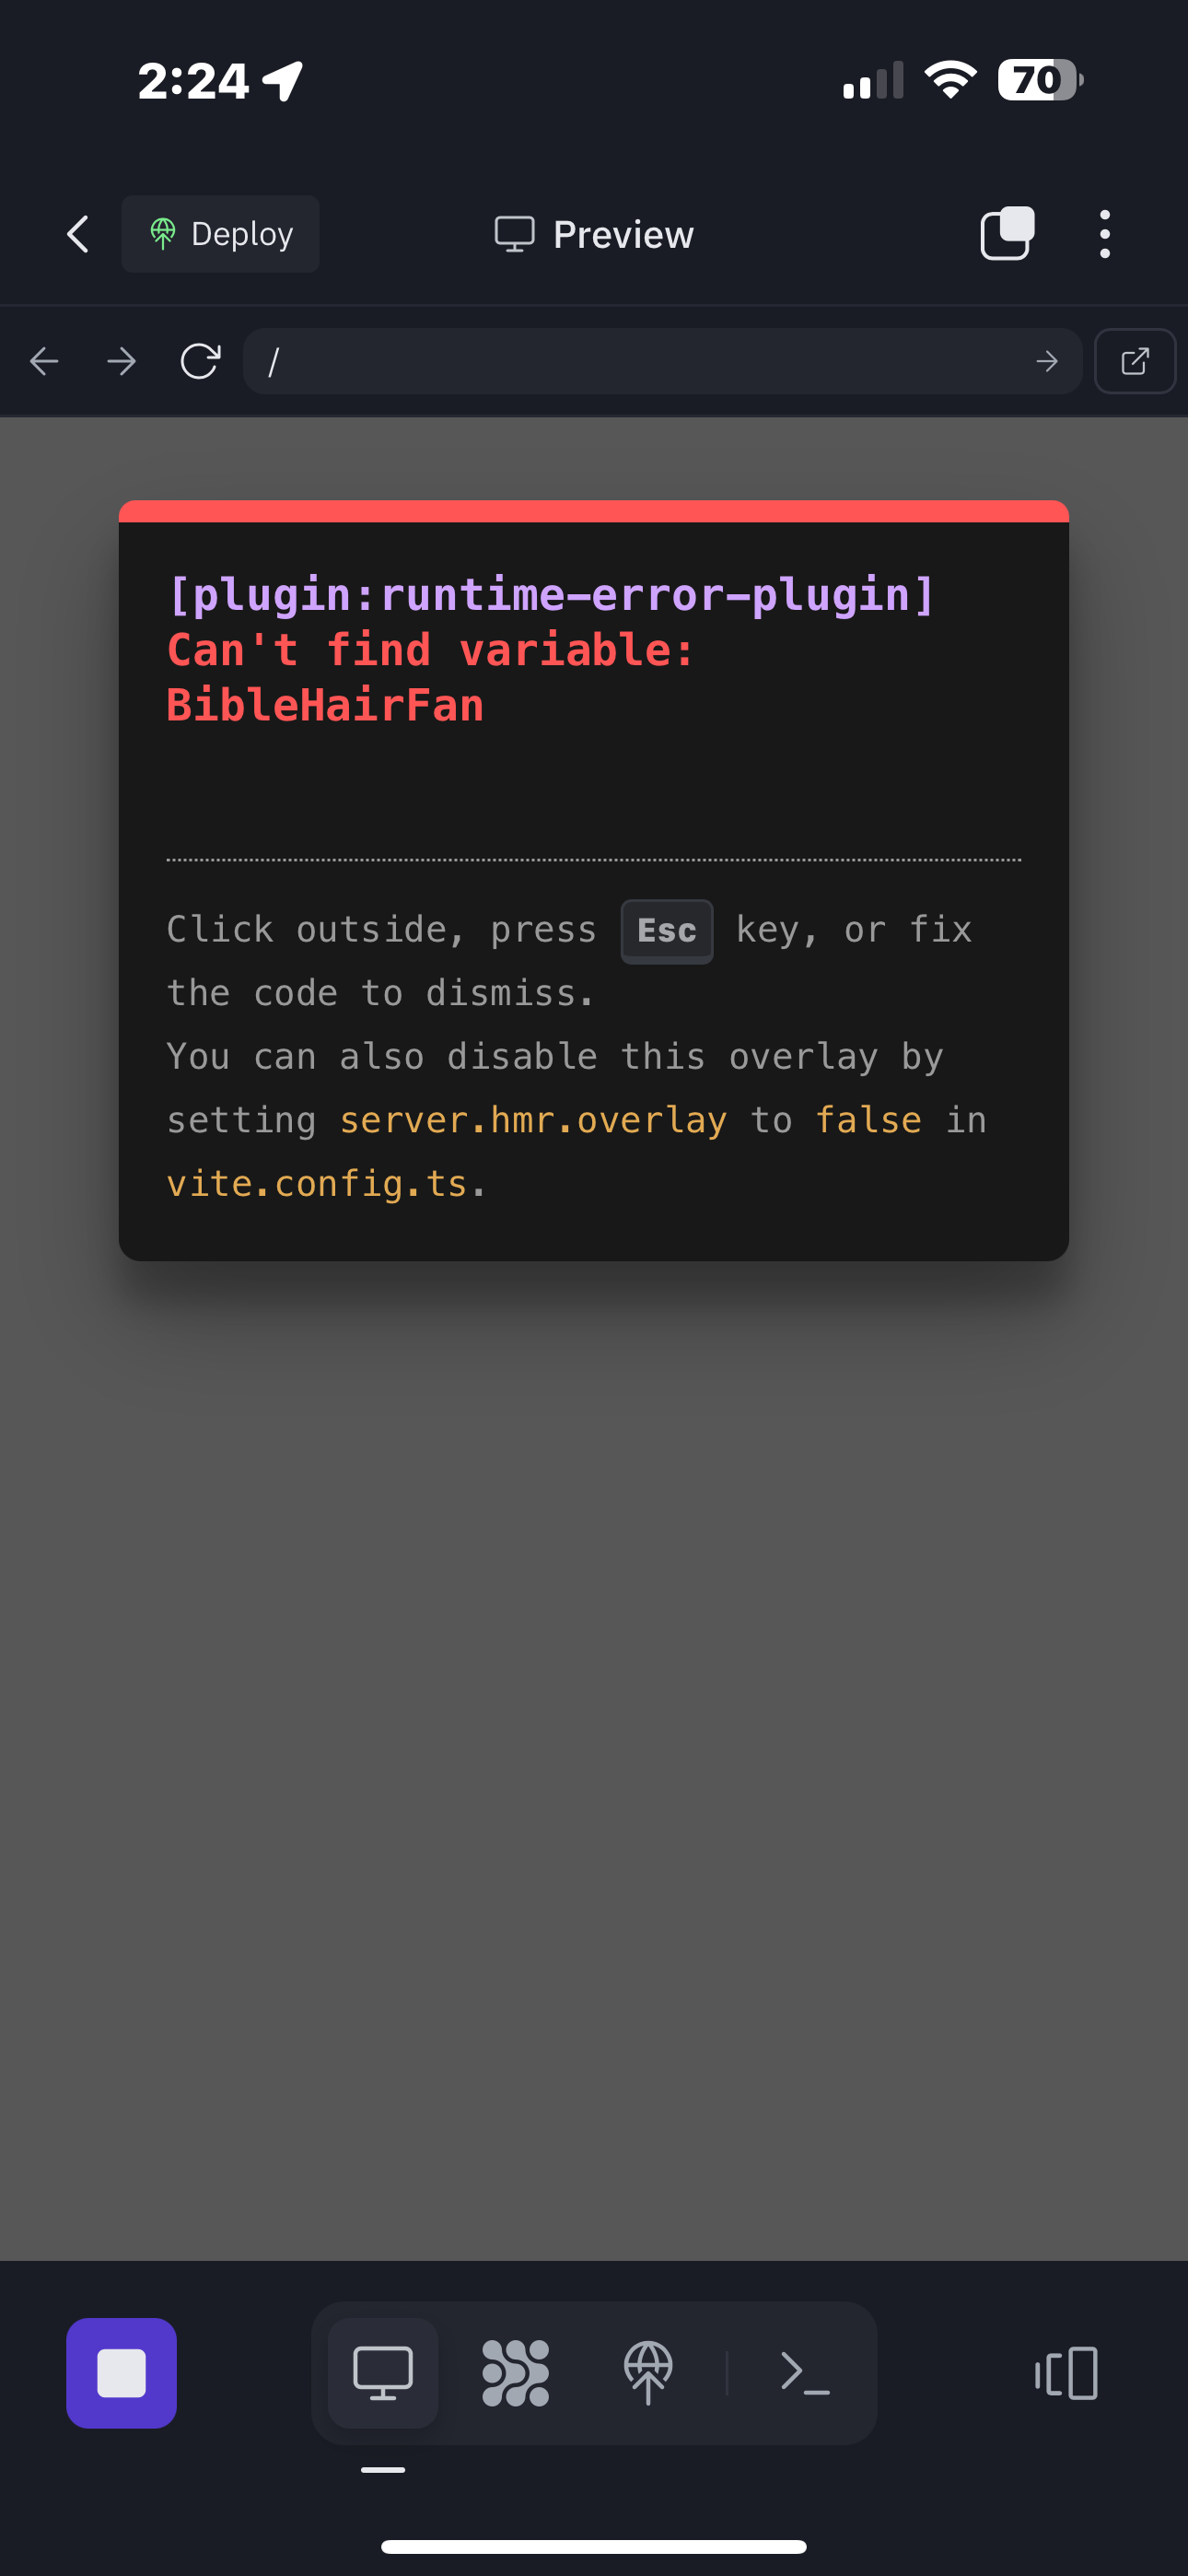 2:24
70
Deploy
Preview
/
[plugin:runtime-error-plugin]
Can't find variable:
BibleHairFan
Click outside, press Esc key, or fix
the code to dismiss.
You can also disable this overlay by
setting server.hmr.overlay to false in
vite.config.ts.